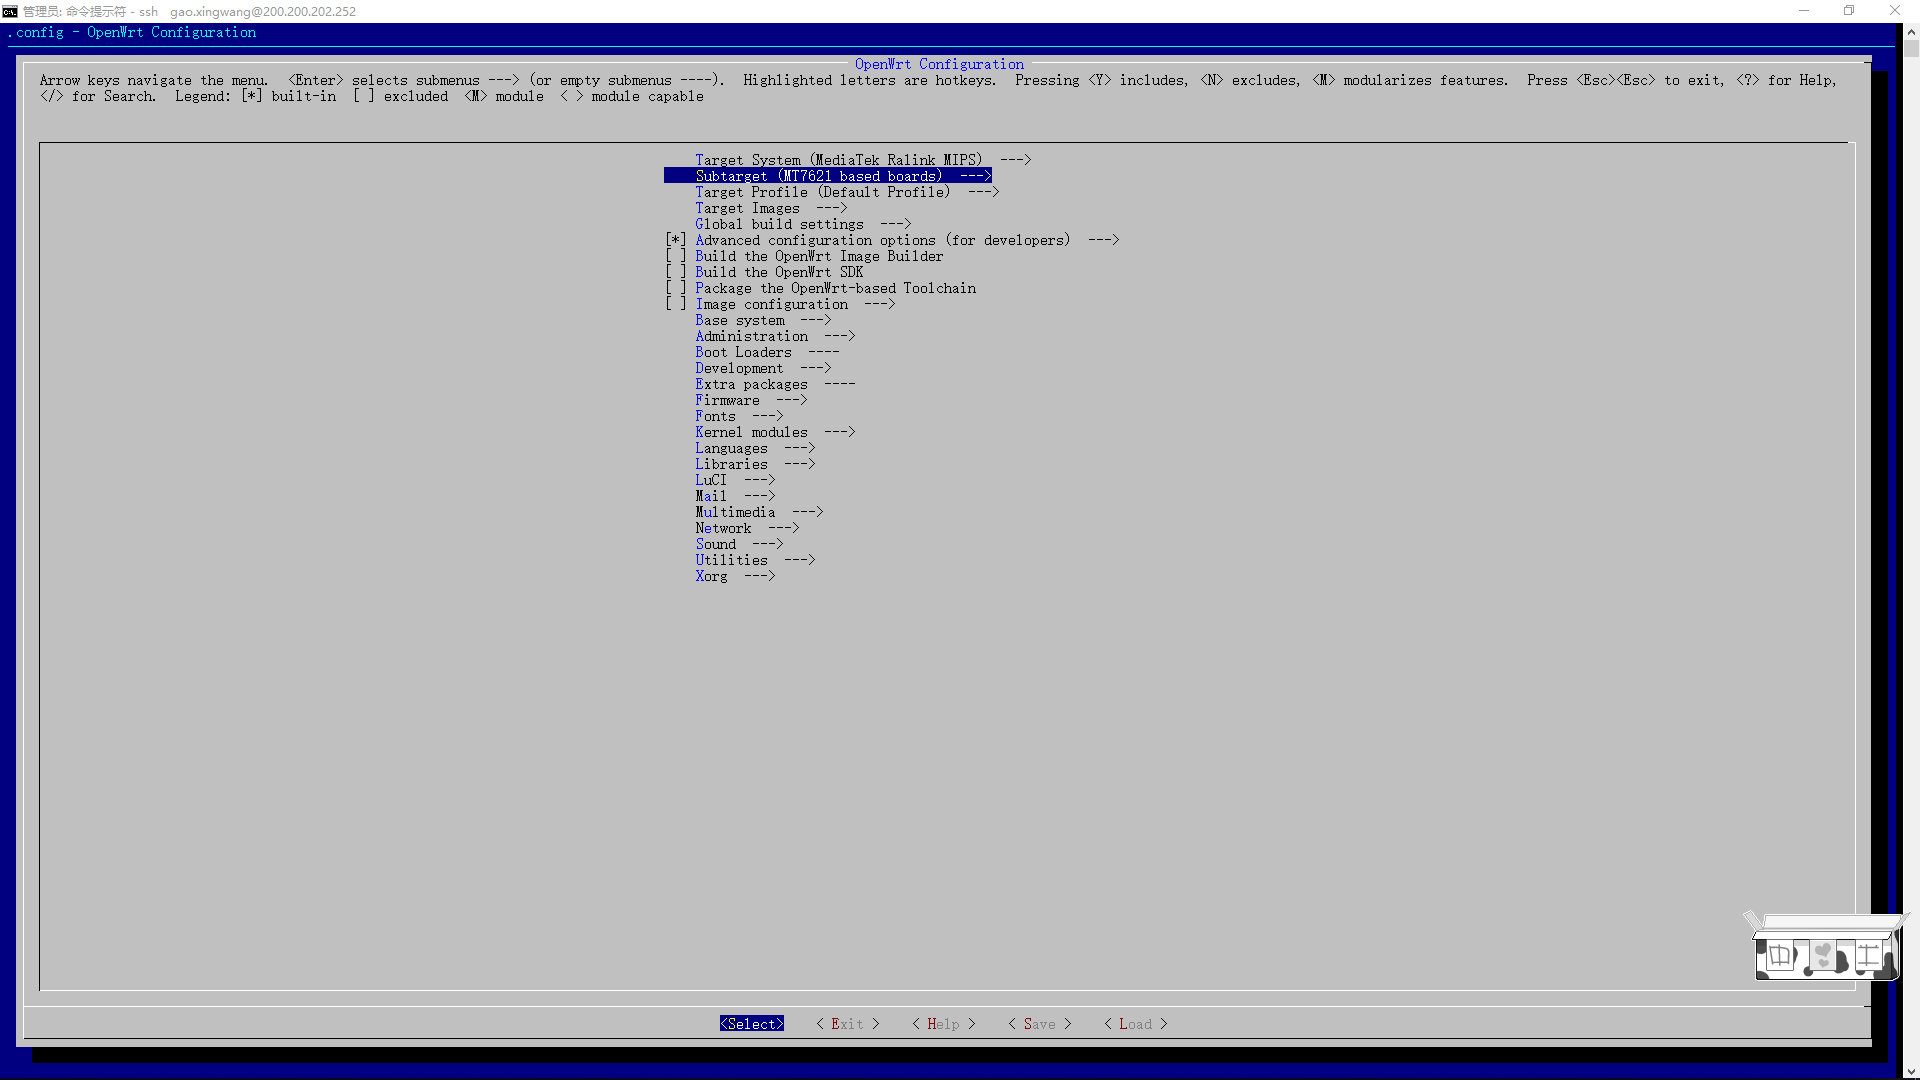 管理员: 命令提示符 - ssh   gao.xingwang@200.200.202.252
.config - OpenWrt Configuration
OpenWrt Configuration
Arrow keys navigate the menu.  <Enter> selects submenus ---> (or empty submenus ----).  Highlighted letters are hotkeys.  Pressing <Y> includes, <N> excludes, <M> modularizes features.  Press <Esc><Esc> to exit, <?> for Help,
</> for Search.  Legend: [*] built-in  [ ] excluded  <M> module  < > module capable
Target System (MediaTek Ralink MIPS)  --->
Subtarget (MT7621 based boards)  --->
Target Profile (Default Profile)  --->
Target Images  --->
Global build settings  --->
[*] Advanced configuration options (for developers)  --->
[ ] Build the OpenWrt Image Builder
[ ] Build the OpenWrt SDK
[ ] Package the OpenWrt-based Toolchain
[ ] Image configuration  --->
Base system  --->
Administration  --->
Boot Loaders  ----
Development  --->
Extra packages  ----
Firmware  --->
Fonts  --->
Kernel modules  --->
Languages  --->
Libraries  --->
LuCI  --->
Mail  --->
Multimedia  --->
Network  --->
Sound  --->
Utilities  --->
Xorg  --->
<Select>    < Exit >    < Help >    < Save >    < Load >